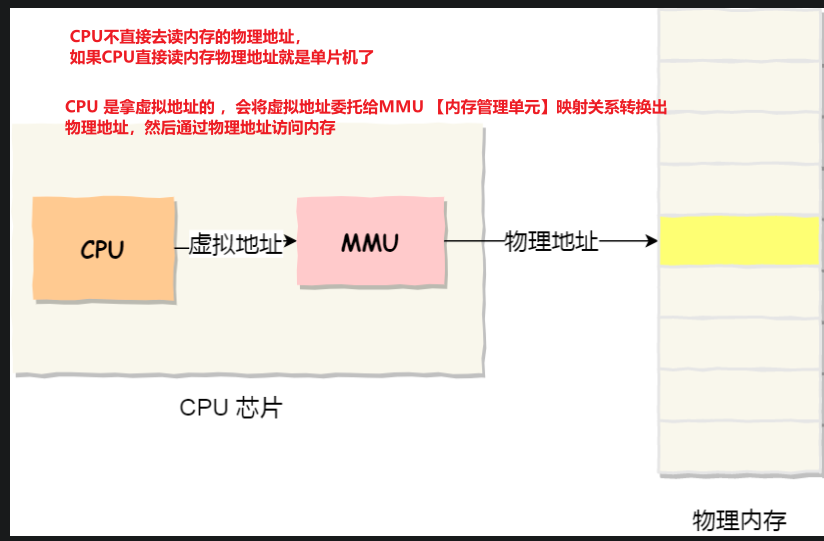 CPU不直接去读内存的物理地址，
如果CPU直接读内存物理地址就是单片机了
CPU 是拿虚拟地址的 ，会将虚拟地址委托给MMU 【内存管理单元】映射关系转换出
物理地址，然后通过物理地址访问内存
CPU
虚拟地址
MMU
物理地址
CPU 芯片
物理内存